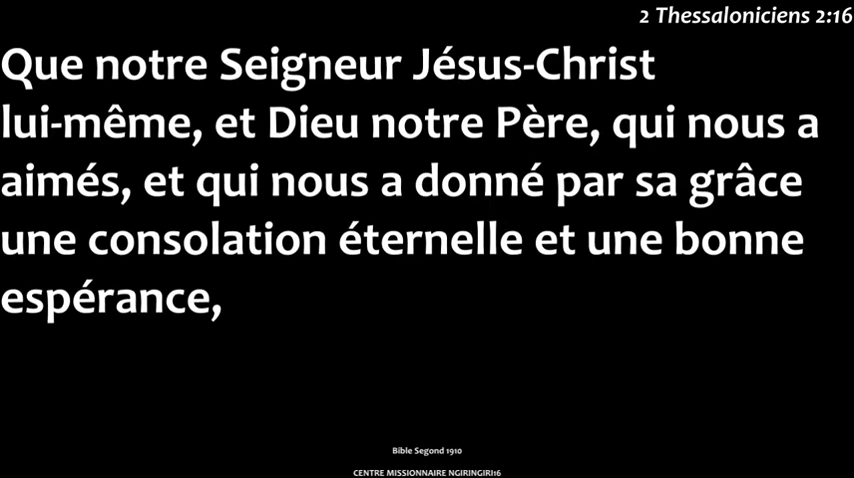 2 Thessaloniciens 2:16
Que notre Seigneur Jésus-Christ
lui-même, et Dieu notre Père, qui nous a
aimés, et qui nous a donné par sa grâce
une consolation éternelle et une bonne
espérance,
Bible Segond 1910
CENTRE MISSIONNAIRE NGIRINGIRI16